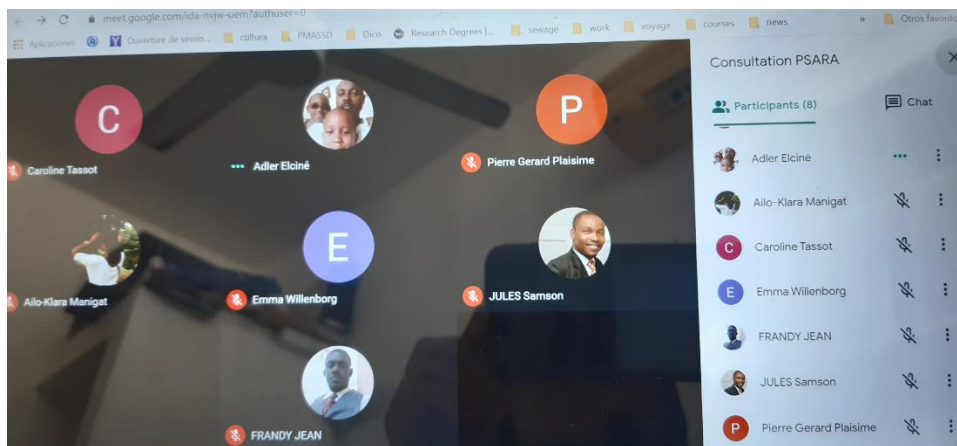 meet.google.com/ida-nvjw-uem?authuser=0
Aplicaciones Ouverture de sessio... cultura PMASSD Dico Research Degrees |... sewage work voyage courses news » Otros favorito
Consultation PSARA
Participants (8) Chat
C
Caroline Tassot
Adler Elciné
P
Pierre Gerard Plaisime
Ailo-Klara Manigat
E
Emma Willenborg
JULES Samson
FRANDY JEAN
Adler Elciné
Ailo-Klara Manigat
C Caroline Tassot
E Emma Willenborg
FRANDY JEAN
JULES Samson
P Pierre Gerard Plaisime